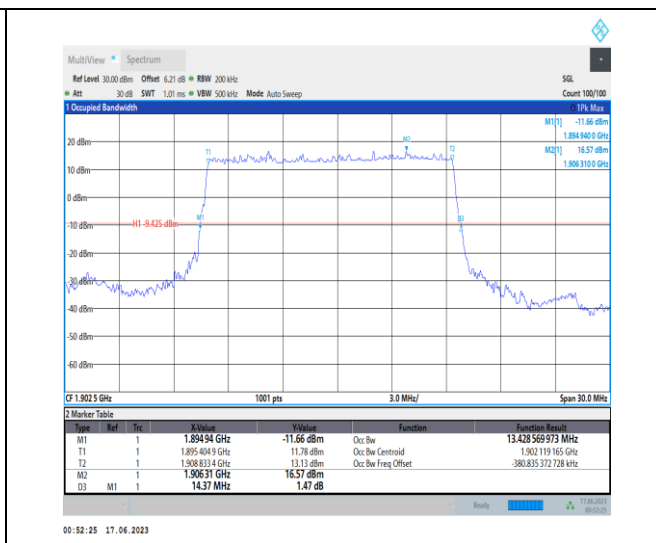 MultiView Spectrum
Ref Level 30.00 dBm Offset 6.21 dB RBW 200 kHz SGL
Att 30 dB SWT 1.01 ms VBW 500 kHz Mode Auto Sweep Count 100/100
1 Occupied Bandwidth 1Pk Max
M1[1] -11.66 dBm
1.894 940 0 GHz
20 dBm M2 T2 M2[1] 16.57 dBm
T1 1.906 310 0 GHz
10 dBm
0 dBm
M1 D3
-10 dBm H1 -9.425 dBm
-20 dBm
-30 dBm
-40 dBm
-50 dBm
-60 dBm
CF 1.902 5 GHz 1001 pts 3.0 MHz/ Span 30.0 MHz
2 Marker Table
Type Ref Trc X-Value Y-Value Function Function Result
M1 1 1.894 94 GHz -11.66 dBm Occ Bw 13.428 569 973 MHz
T1 1 1.895 404 9 GHz 11.78 dBm Occ Bw Centroid 1.902 119 165 GHz
T2 1 1.908 833 4 GHz 13.13 dBm Occ Bw Freq Offset -380.835 372 728 kHz
M2 1 1.906 31 GHz 16.57 dBm
D3 M1 1 14.37 MHz 1.47 dB
Ready 17.06.2023
00:52:25
00:52:25 17.06.2023